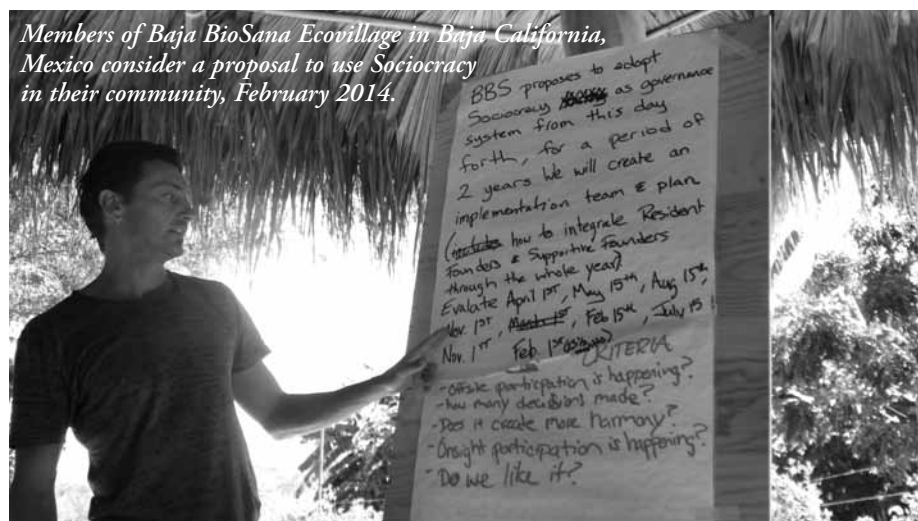 Members of Baja BioSana Ecovillage in Baja California,
Mexico consider a proposal to use Sociocracy
in their community, February 2014.
BBS proposes to adopt
Sociocracy as governance
system from this day
forth, for a period of
2 years We will create an
implementation team & plan
(includes how to integrate Resident
Founders & Supportive Founders
through the whole year)
Evalate April 1ST, May 15th, Aug 15th,
Nov. 1ST, March 1ST, Feb 15th, July 15!
Nov. 1ST Feb 1st
CRITERIA
-offsite participation is happening?
-how many decisions made?
-Does it create more harmony?
-Onsight participation is happening?
-Do we like it?